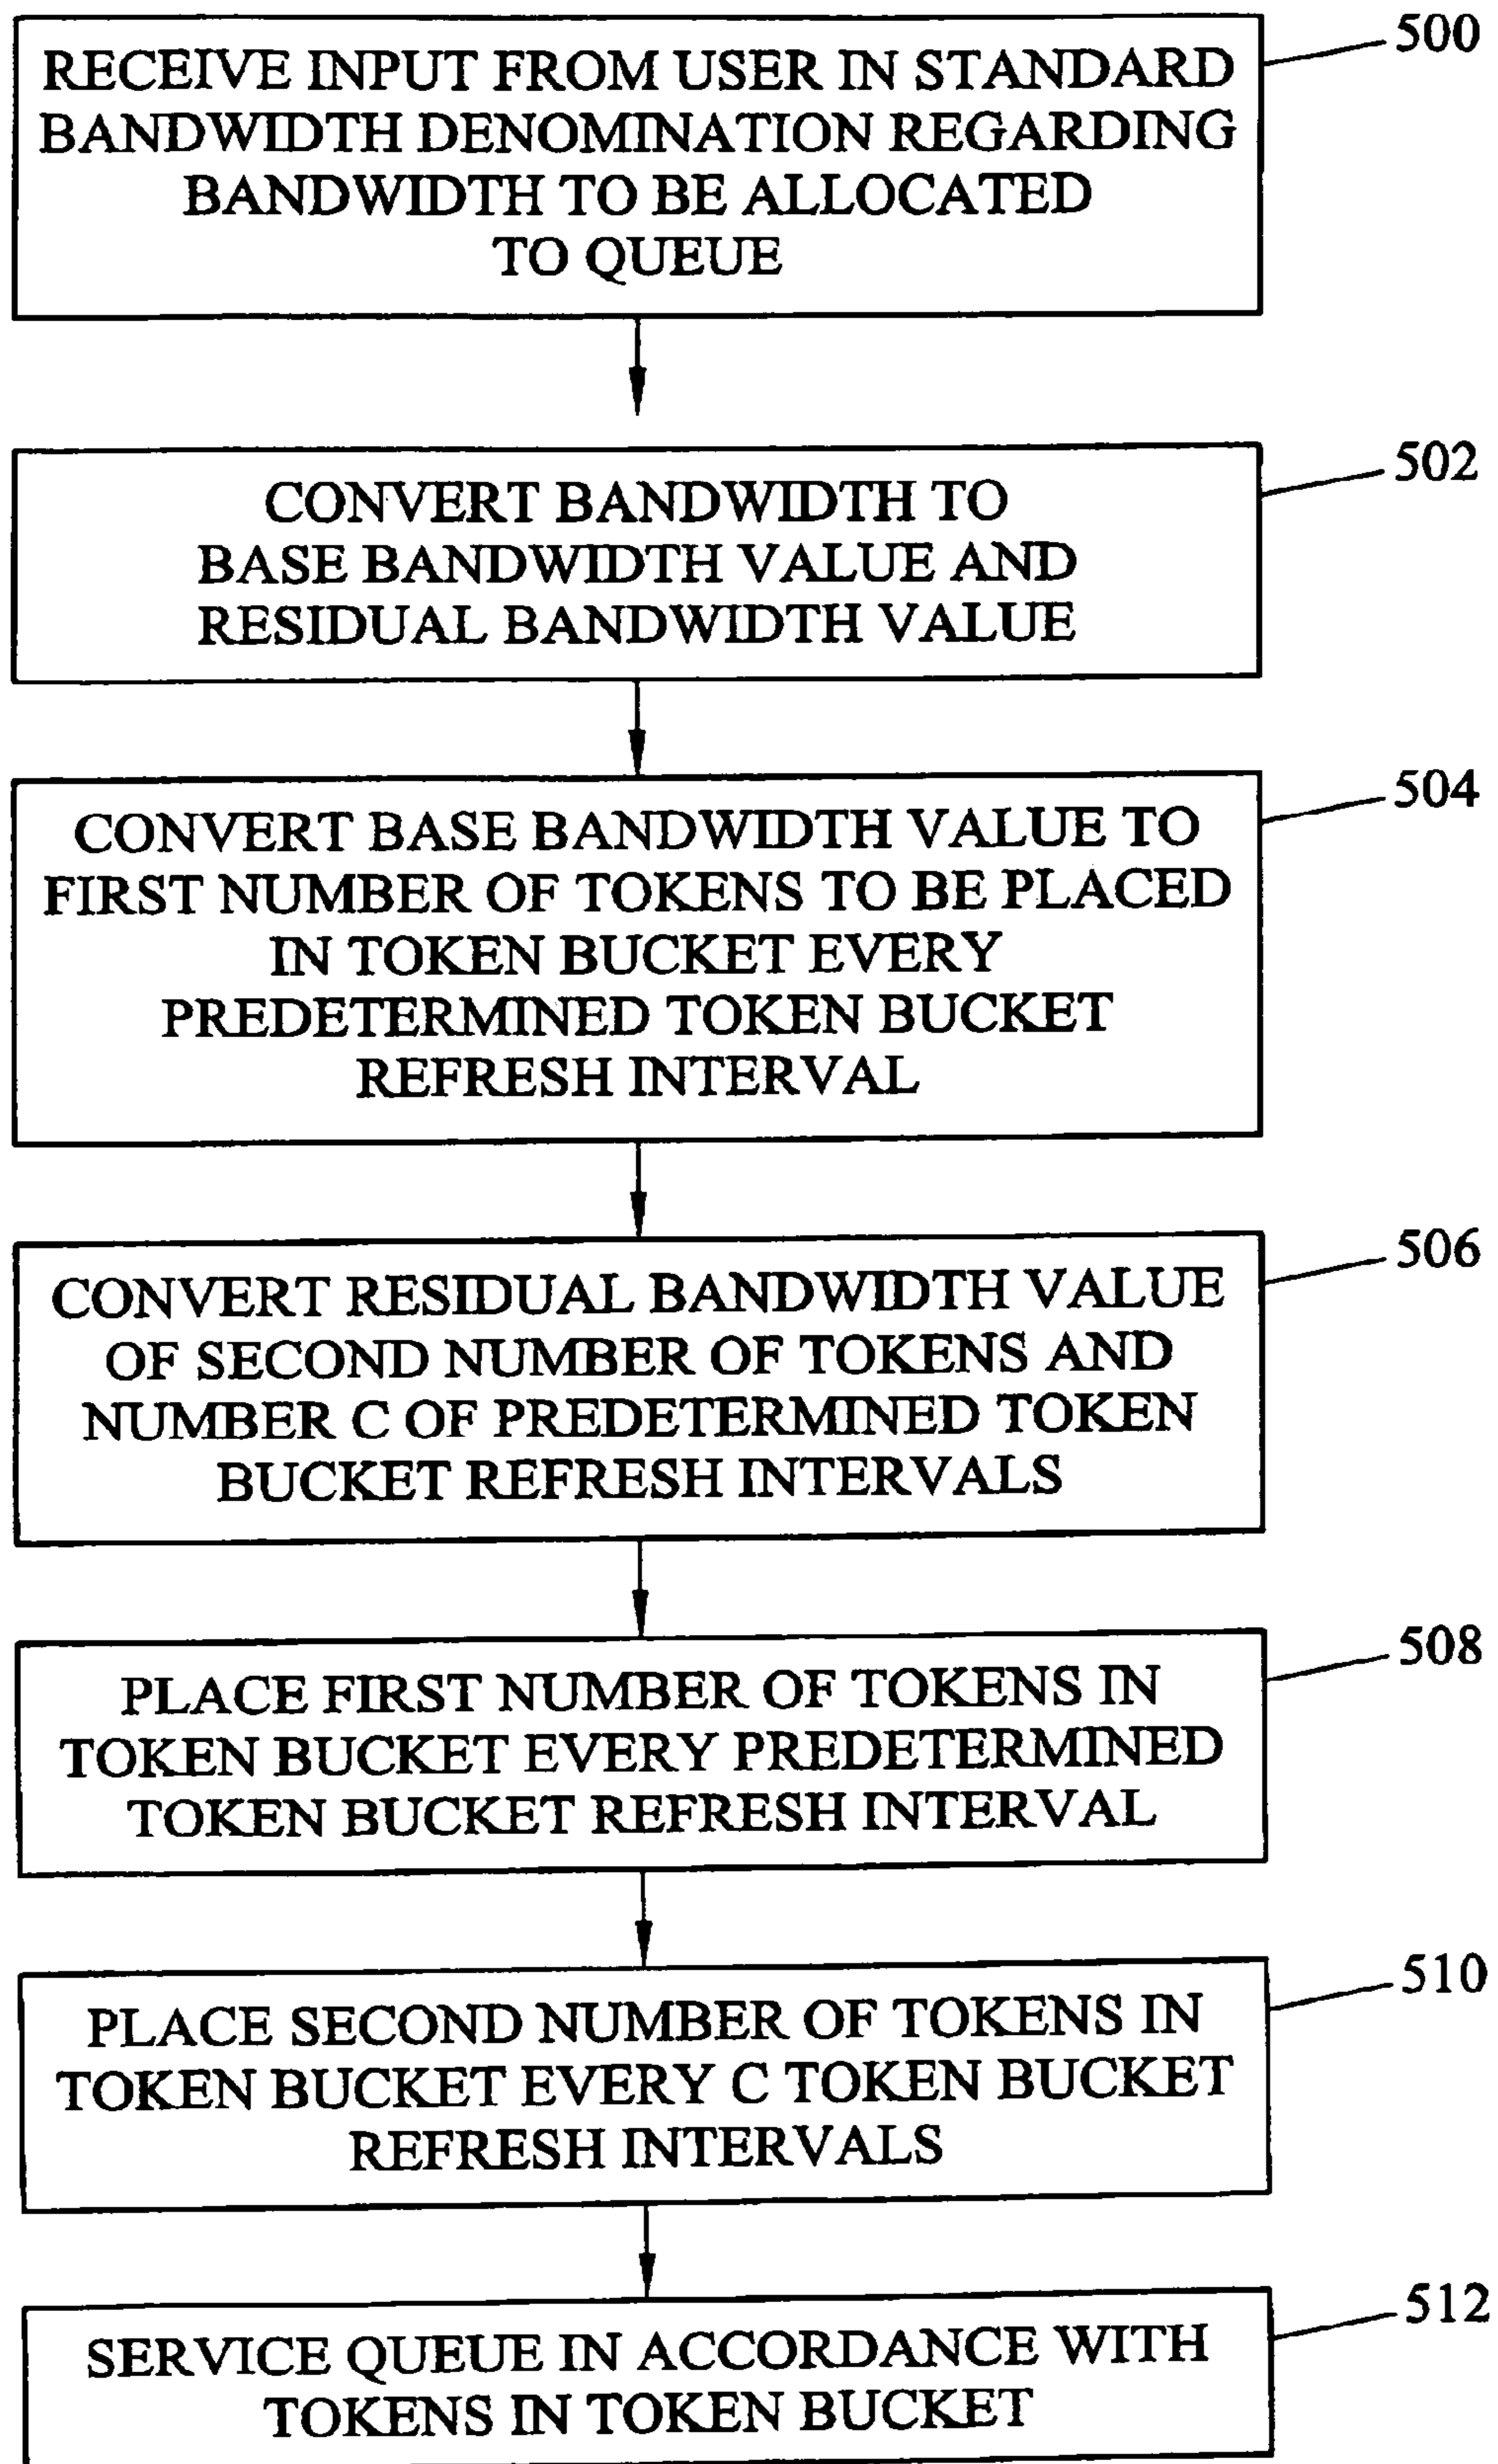 500
RECEIVE INPUT FROM USER IN STANDARD
BANDWIDTH DENOMINATION REGARDING
BANDWIDTH TO BE ALLOCATED
TO QUEUE
502
CONVERT BANDWIDTH TO
BASE BANDWIDTH VALUE AND
RESIDUAL BANDWIDTH VALUE
504
CONVERT BASE BANDWIDTH VALUE TO
FIRST NUMBER OF TOKENS TO BE PLACED
IN TOKEN BUCKET EVERY
PREDETERMINED TOKEN BUCKET
REFRESH INTERVAL
506
CONVERT RESIDUAL BANDWIDTH VALUE
OF SECOND NUMBER OF TOKENS AND
NUMBER C OF PREDETERMINED TOKEN
BUCKET REFRESH INTERVALS
508
PLACE FIRST NUMBER OF TOKENS IN
TOKEN BUCKET EVERY PREDETERMINED
TOKEN BUCKET REFRESH INTERVAL
510
PLACE SECOND NUMBER OF TOKENS IN
TOKEN BUCKET EVERY C TOKEN BUCKET
REFRESH INTERVALS
512
SERVICE QUEUE IN ACCORDANCE WITH
TOKENS IN TOKEN BUCKET